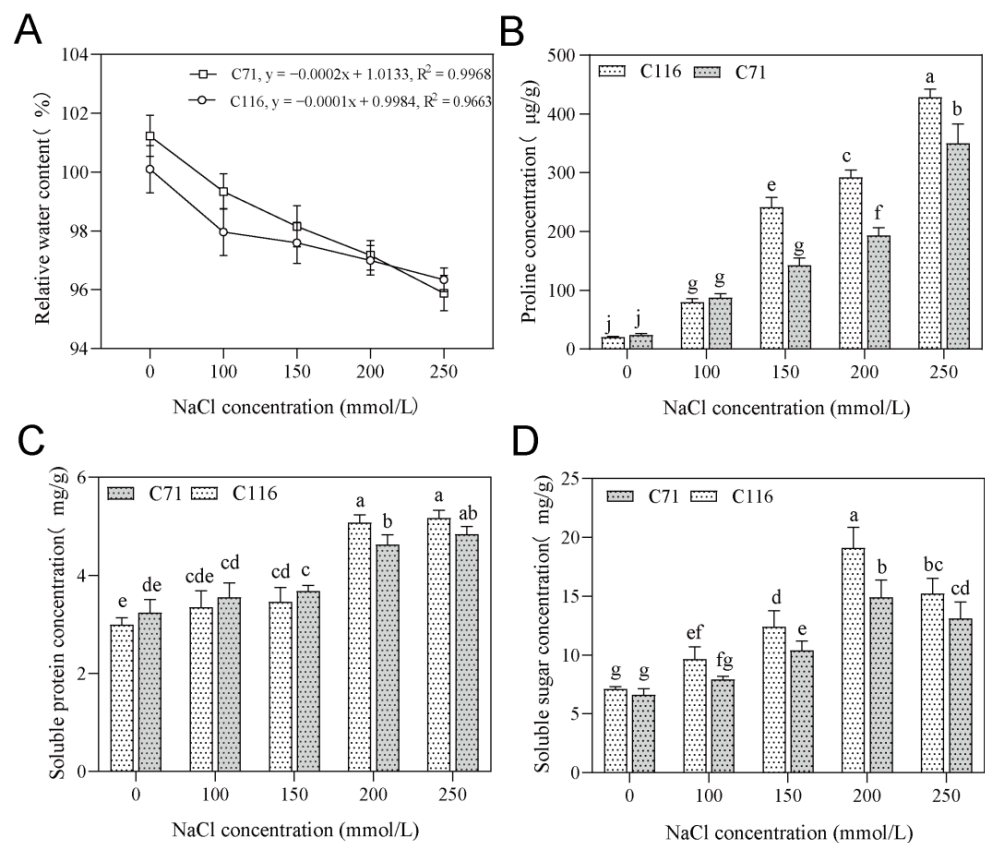 A
104
102
100
98
96
94
Relative water content( %)
C71, y = −0.0002x + 1.0133, R² = 0.9968
C116, y = −0.0001x + 0.9984, R² = 0.9663
0 100 150 200 250
NaCl concentration (mmol/L)
B
500
400
300
200
100
0
Proline concentration( μg/g)
C116 C71
j j g g e g c f a b
0 100 150 200 250
NaCl concentration (mmol/L)
C
6
4
2
0
Soluble protein concentration( mg/g)
C71 C116
e de cde cd cd c a b a ab
0 100 150 200 250
NaCl concentration (mmol/L)
D
25
20
15
10
5
0
Soluble sugar concentration( mg/g)
C71 C116
g g ef fg d e a b bc cd
0 100 150 200 250
NaCl concentration (mmol/L)